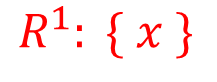 R¹: { x }